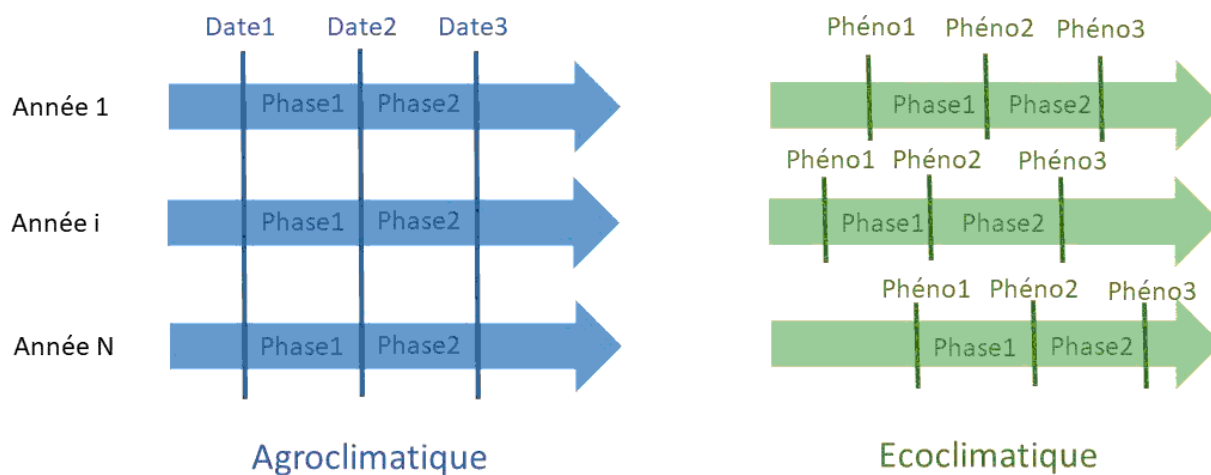 Date1 Date2 Date3
Année 1 Phase1 Phase2
Année i Phase1 Phase2
Année N Phase1 Phase2
Agroclimatique
Phéno1 Phéno2 Phéno3
Phase1 Phase2
Phéno1 Phéno2 Phéno3
Phase1 Phase2
Phéno1 Phéno2 Phéno3
Phase1 Phase2
Ecoclimatique